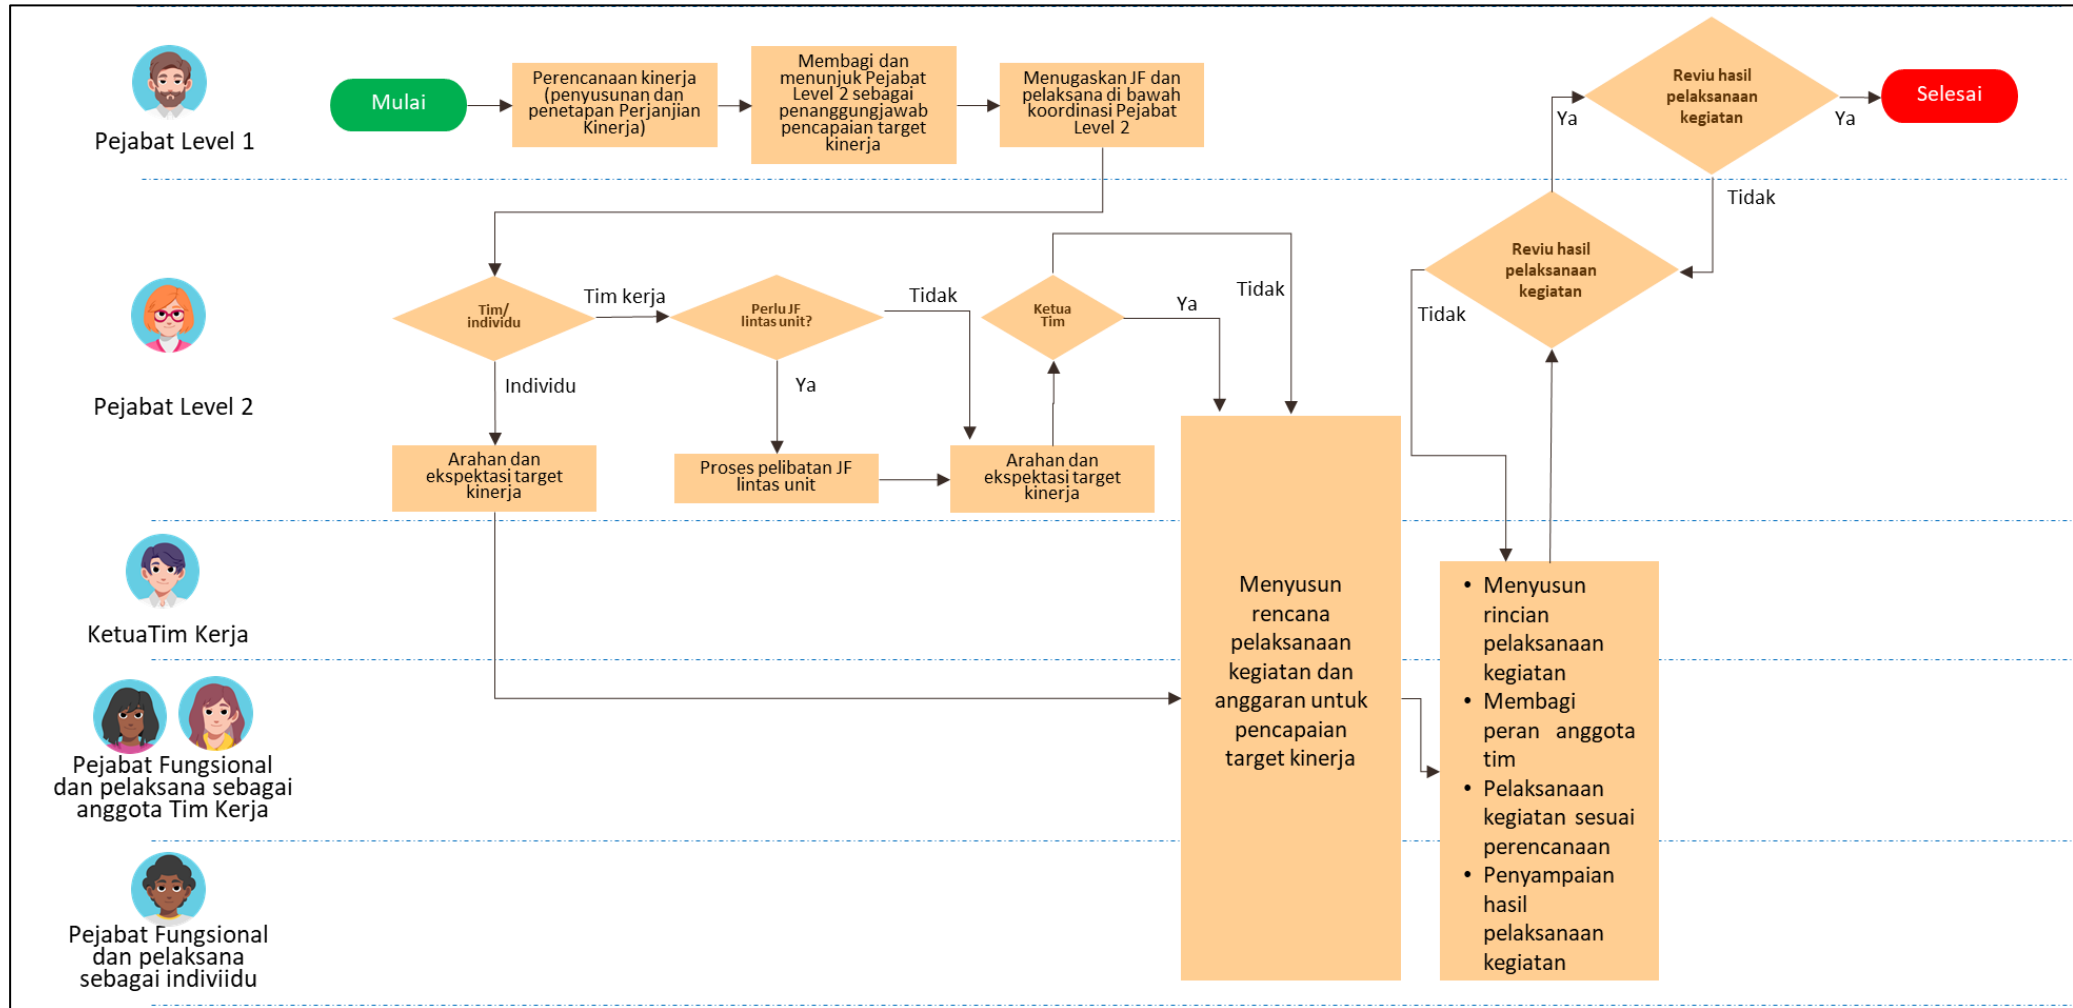 Pejabat Level 1
Mulai
Perencanaan kinerja
(penyusunan dan
penetapan Perjanjian
Kinerja)
Membagi dan
menunjuk Pejabat
Level 2 sebagai
penanggungjawab
pencapaian target
kinerja
Menugaskan JF dan
pelaksana di bawah
koordinasi Pejabat
Level 2
Reviu hasil
pelaksanaan
kegiatan
Ya
Ya
Selesai
Tidak
Pejabat Level 2
Tim/
individu
Tim kerja
Individu
Perlu JF
lintas unit?
Tidak
Ya
Ketua
Tim
Ya
Tidak
Reviu hasil
pelaksanaan
kegiatan
Tidak
Arahan dan
ekspektasi target
kinerja
Proses pelibatan JF
lintas unit
Arahan dan
ekspektasi target
kinerja
KetuaTim Kerja
Pejabat Fungsional
dan pelaksana sebagai
anggota Tim Kerja
Pejabat Fungsional
dan pelaksana
sebagai indiviidu
Menyusun
rencana
pelaksanaan
kegiatan dan
anggaran untuk
pencapaian
target kinerja
• Menyusun
rincian
pelaksanaan
kegiatan
• Membagi
peran anggota
tim
• Pelaksanaan
kegiatan sesuai
perencanaan
• Penyampaian
hasil
pelaksanaan
kegiatan